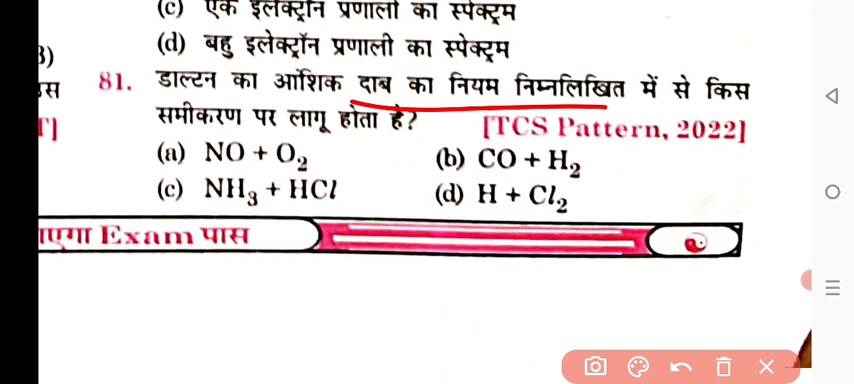 (c) एक इलेक्ट्रॉन प्रणाली का स्पेक्ट्रम
(d) बहु इलेक्ट्रॉन प्रणाली का स्पेक्ट्रम
81. डाल्टन का आंशिक दाब का नियम निम्नलिखित में से किस
समीकरण पर लागू होता है? [TCS Pattern, 2022]
(a) NO + O₂ (b) CO + H₂
(c) NH₃ + HCl (d) H + Cl₂
Exam पास